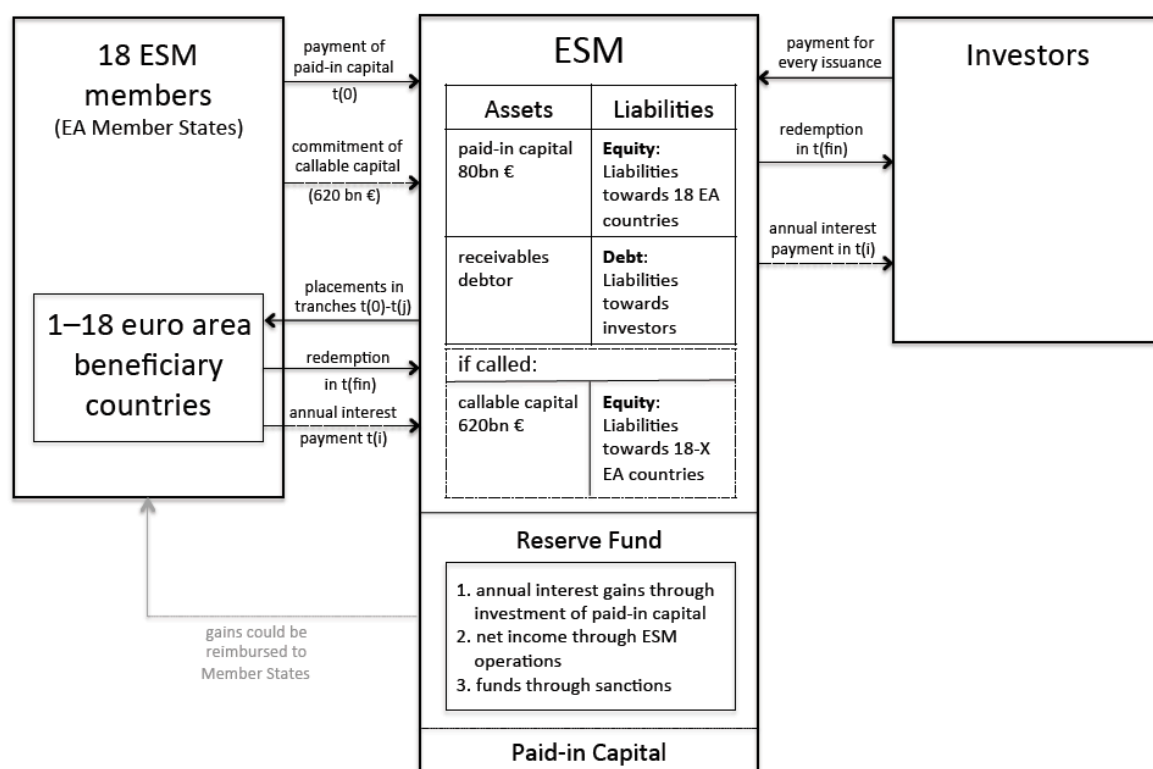 18 ESM
members
(EA Member States)
1–18 euro area
beneficiary
countries
payment of
paid-in capital
t(0)
commitment of
callable capital
(620 bn €)
placements in
tranches t(0)-t(j)
redemption
in t(fin)
annual interest
payment t(i)
gains could be
reimbursed to
Member States
ESM
Assets
Liabilities
paid-in capital
80bn €
Equity:
Liabilities
towards 18 EA
countries
receivables
debtor
Debt:
Liabilities
towards
investors
if called:
callable capital
620bn €
Equity:
Liabilities
towards 18-X
EA countries
Reserve Fund
1. annual interest gains through
investment of paid-in capital
2. net income through ESM
operations
3. funds through sanctions
Paid-in Capital
payment for
every issuance
redemption
in t(fin)
annual interest
payment in t(i)
Investors